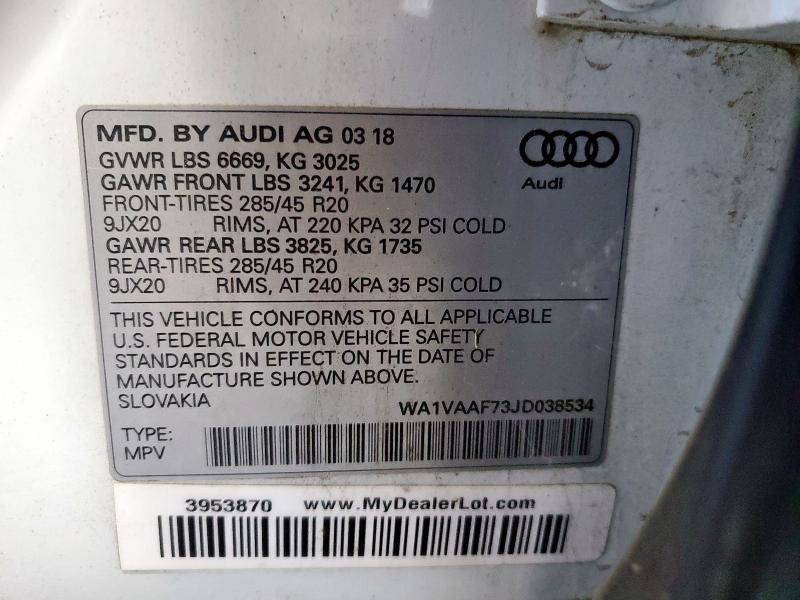 MFD. BY AUDI AG 03 18
GVWR LBS 6669, KG 3025
GAWR FRONT LBS 3241, KG 1470
FRONT-TIRES 285/45 R20
9JX20 RIMS, AT 220 KPA 32 PSI COLD
GAWR REAR LBS 3825, KG 1735
REAR-TIRES 285/45 R20
9JX20 RIMS, AT 240 KPA 35 PSI COLD
Audi
THIS VEHICLE CONFORMS TO ALL APPLICABLE
U.S. FEDERAL MOTOR VEHICLE SAFETY
STANDARDS IN EFFECT ON THE DATE OF
MANUFACTURE SHOWN ABOVE.
SLOVAKIA WA1VAAF73JD038534
TYPE:
MPV
3953870 www.MyDealerLot.com